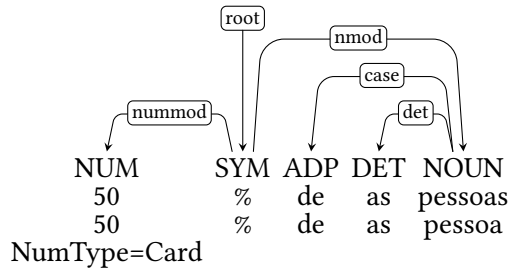 root
nmod
case
nummod
det
NUM SYM ADP DET NOUN
50 % de as pessoas
50 % de as pessoa
NumType=Card